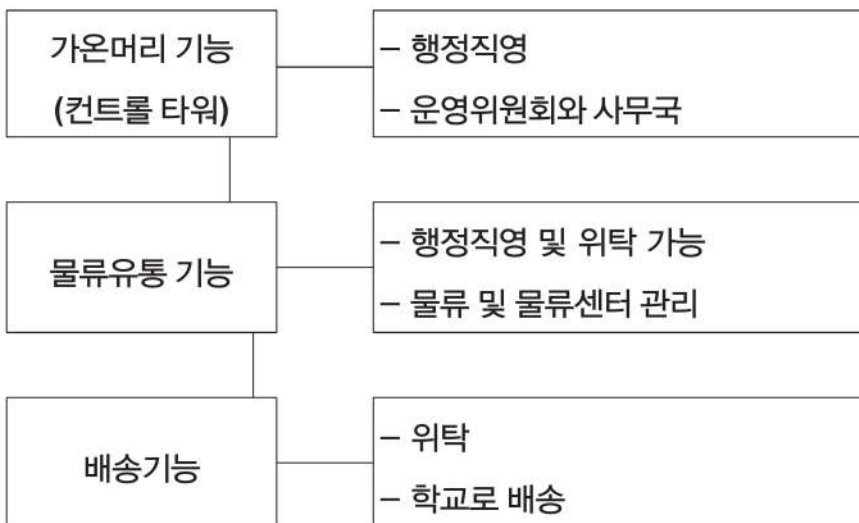 가온머리 기능
(컨트롤 타워)
– 행정직영
– 운영위원회와 사무국
물류유통 기능
– 행정직영 및 위탁 가능
– 물류 및 물류센터 관리
배송기능
– 위탁
– 학교로 배송